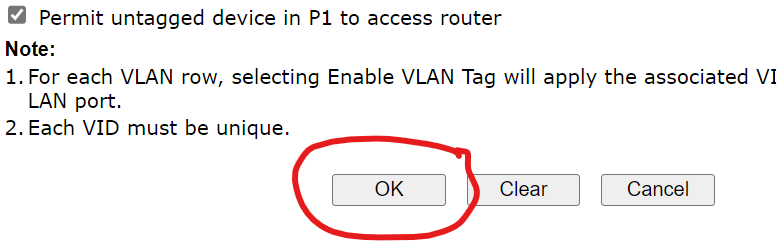 Permit untagged device in P1 to access router
Note:
1. For each VLAN row, selecting Enable VLAN Tag will apply the associated VI
LAN port.
2. Each VID must be unique.
OK Clear Cancel